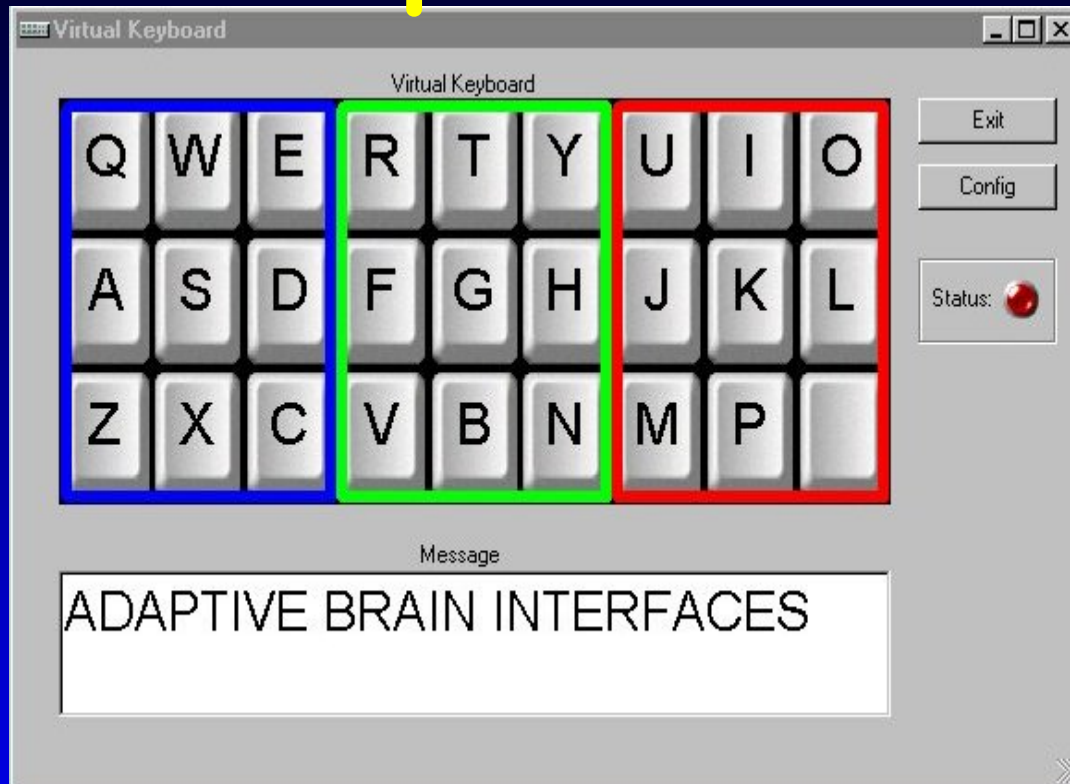 Virtual Keyboard
Virtual Keyboard
Q W E R T Y U I O
A S D F G H J K L
Z X C V B N M P
Exit
Config
Status:
Message
ADAPTIVE BRAIN INTERFACES